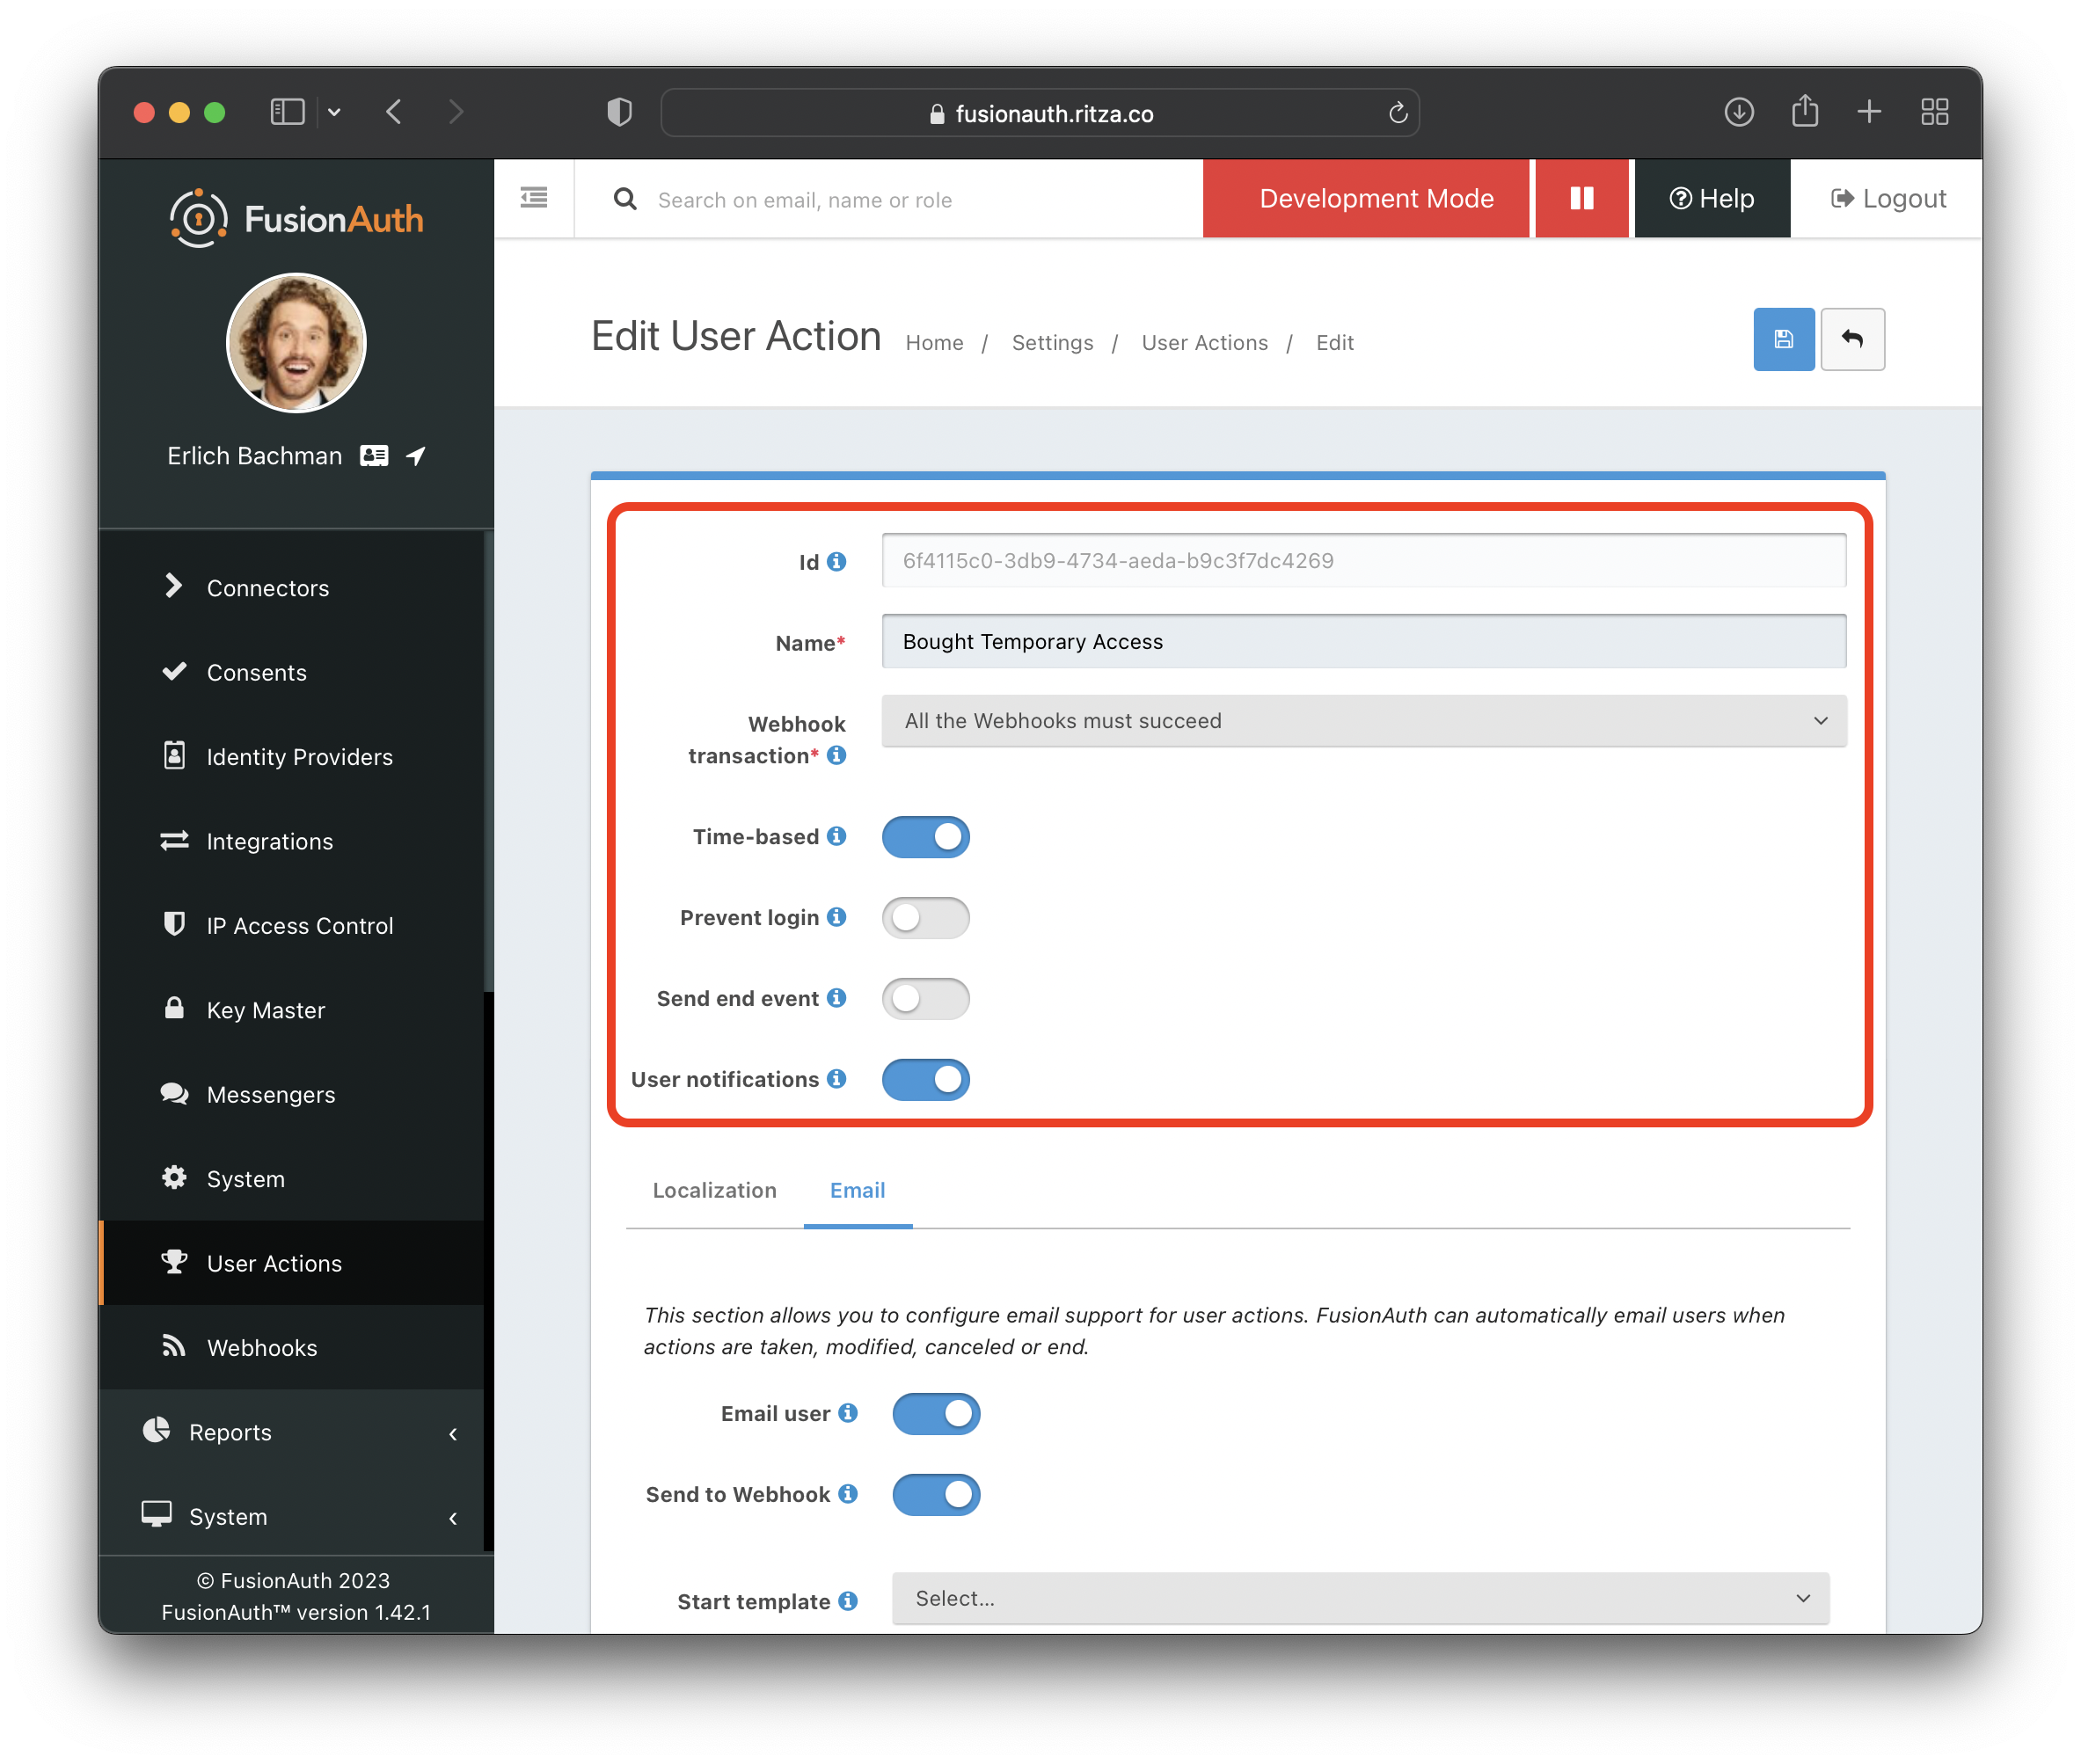 fusionauth.ritza.co
FusionAuth
Search on email, name or role
Development Mode
Help
Logout
Erlich Bachman
Edit User Action
Home / Settings / User Actions / Edit
Connectors
Consents
Identity Providers
Integrations
IP Access Control
Key Master
Messengers
System
User Actions
Webhooks
Reports
System
© FusionAuth 2023
FusionAuth™ version 1.42.1
Id 6f4115c0-3db9-4734-aeda-b9c3f7dc4269
Name* Bought Temporary Access
Webhook
transaction* All the Webhooks must succeed
Time-based
Prevent login
Send end event
User notifications
Localization Email
This section allows you to configure email support for user actions. FusionAuth can automatically email users when
actions are taken, modified, canceled or end.
Email user
Send to Webhook
Start template Select...